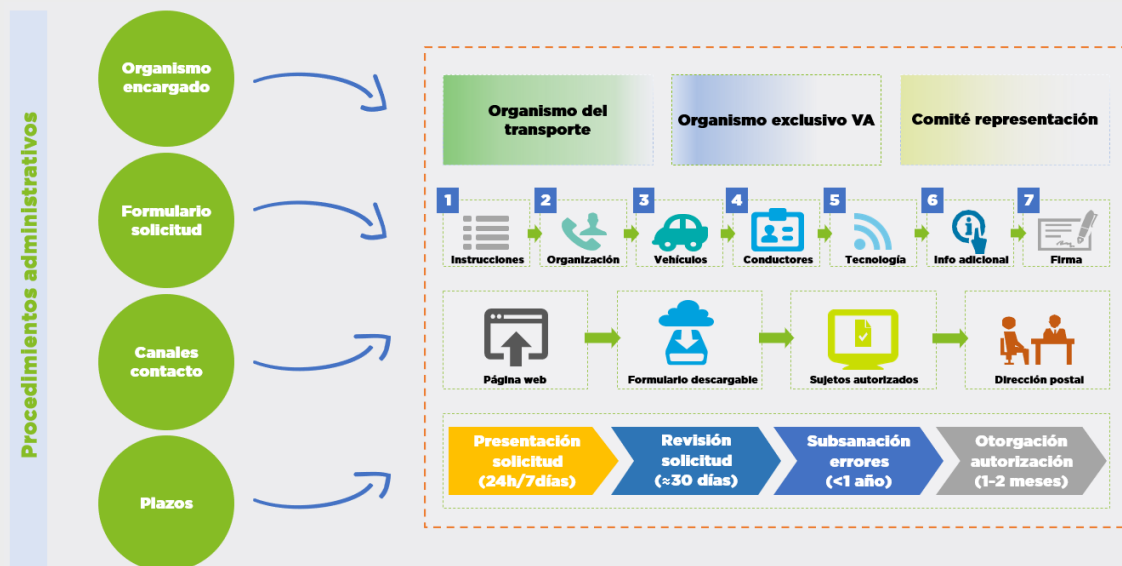 Procedimientos administrativos
Organismo
encargado
Organismo del
transporte
Organismo exclusivo VA
Comité representación
Formulario
solicitud
1
2
3
4
5
6
7
Instrucciones
Organización
Vehículos
Conductores
Tecnología
Info adicional
Firma
Canales
contacto
Página web
Formulario descargable
Sujetos autorizados
Dirección postal
Plazos
Presentación
solicitud
(24h/7días)
Revisión
solicitud
(≈30 días)
Subsanación
errores
(<1 año)
Otorgación
autorización
(1-2 meses)